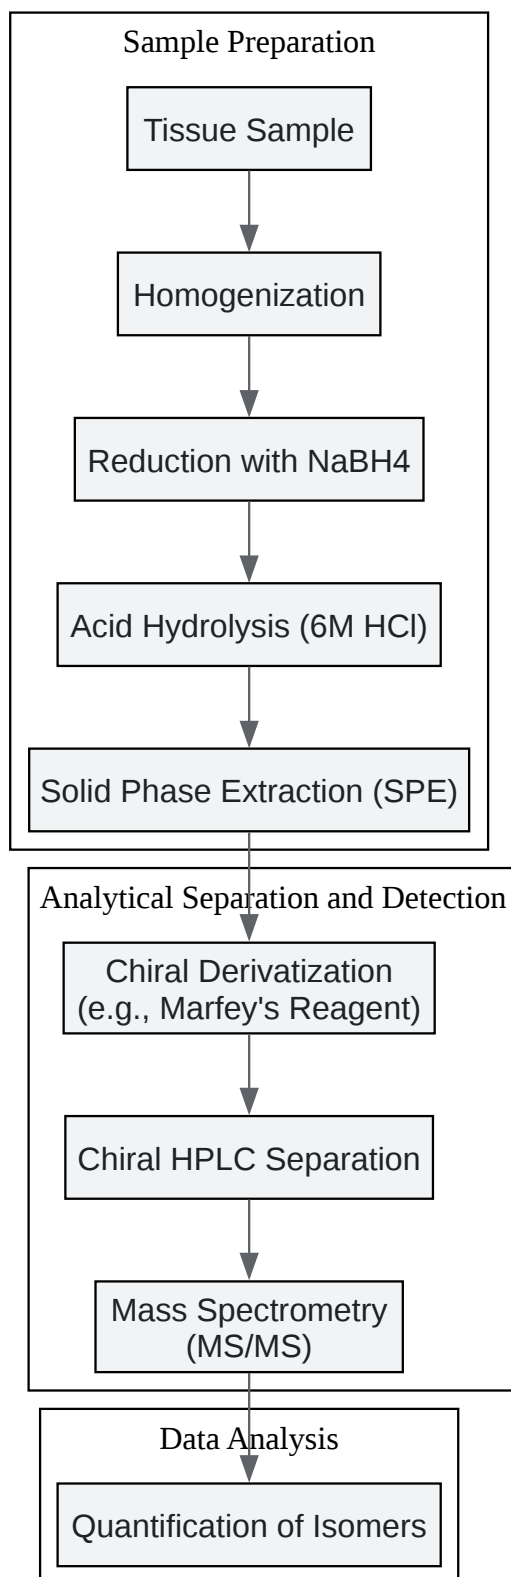 Sample Preparation
Tissue Sample
Homogenization
Reduction with NaBH4
Acid Hydrolysis (6M HCl)
Solid Phase Extraction (SPE)
Analytical Separation and Detection
Chiral Derivatization
(e.g., Marfey's Reagent)
Chiral HPLC Separation
Mass Spectrometry
(MS/MS)
Data Analysis
Quantification of Isomers